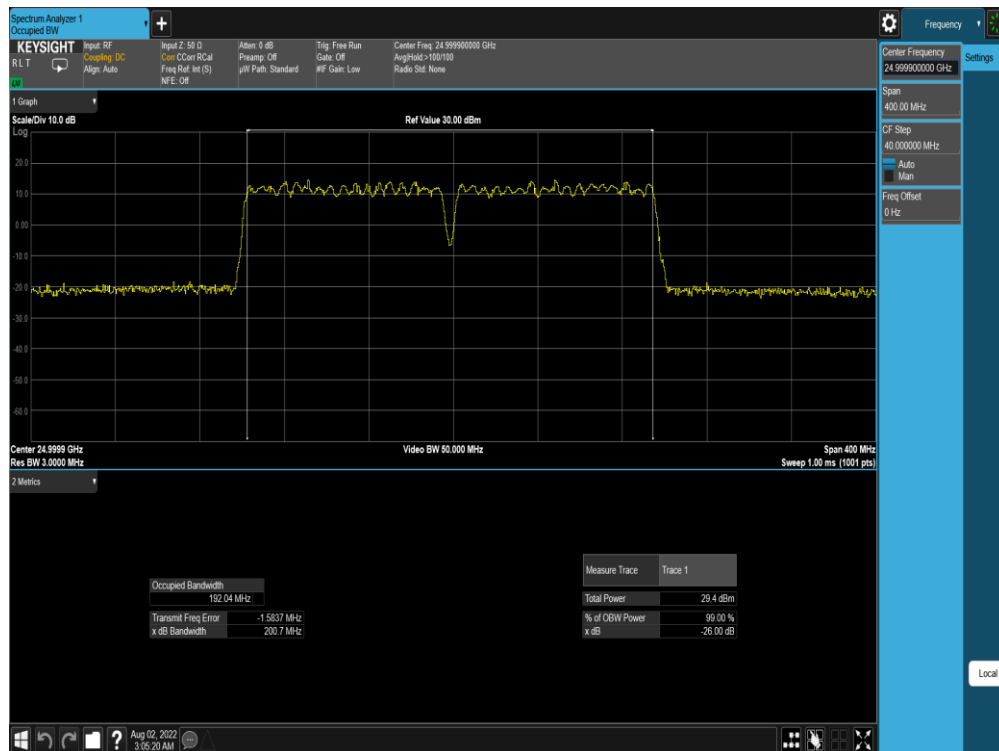 Spectrum Analyzer 1
Occupied BW
Frequency
KEYSIGHT
RLT
LXI
Input: RF
Coupling: DC
Align: Auto
Input Z: 50 Ω
Corr CCorr RCal
Freq Ref: Int (S)
NFE: Off
Atten: 0 dB
Preamp: Off
µW Path: Standard
Trig: Free Run
Gate: Off
#IF Gain: Low
Center Freq: 24.999900000 GHz
Avg|Hold:>100/100
Radio Std: None
Center Frequency
24.999900000 GHz
Settings
Span
400.00 MHz
CF Step
40.000000 MHz
Auto
Man
Freq Offset
0 Hz
1 Graph
Scale/Div 10.0 dB
Ref Value 30.00 dBm
Log
20.0
10.0
0.00
-10.0
-20.0
-30.0
-40.0
-50.0
-60.0
Center 24.9999 GHz
Video BW 50.000 MHz
Span 400 MHz
Res BW 3.0000 MHz
Sweep 1.00 ms (1001 pts)
2 Metrics
Measure Trace Trace 1
Occupied Bandwidth
192.04 MHz
Total Power 29.4 dBm
Transmit Freq Error -1.5837 MHz
% of OBW Power 99.00 %
x dB Bandwidth 200.7 MHz
x dB -26.00 dB
Local
?
Aug 02, 2022
3:05:20 AM